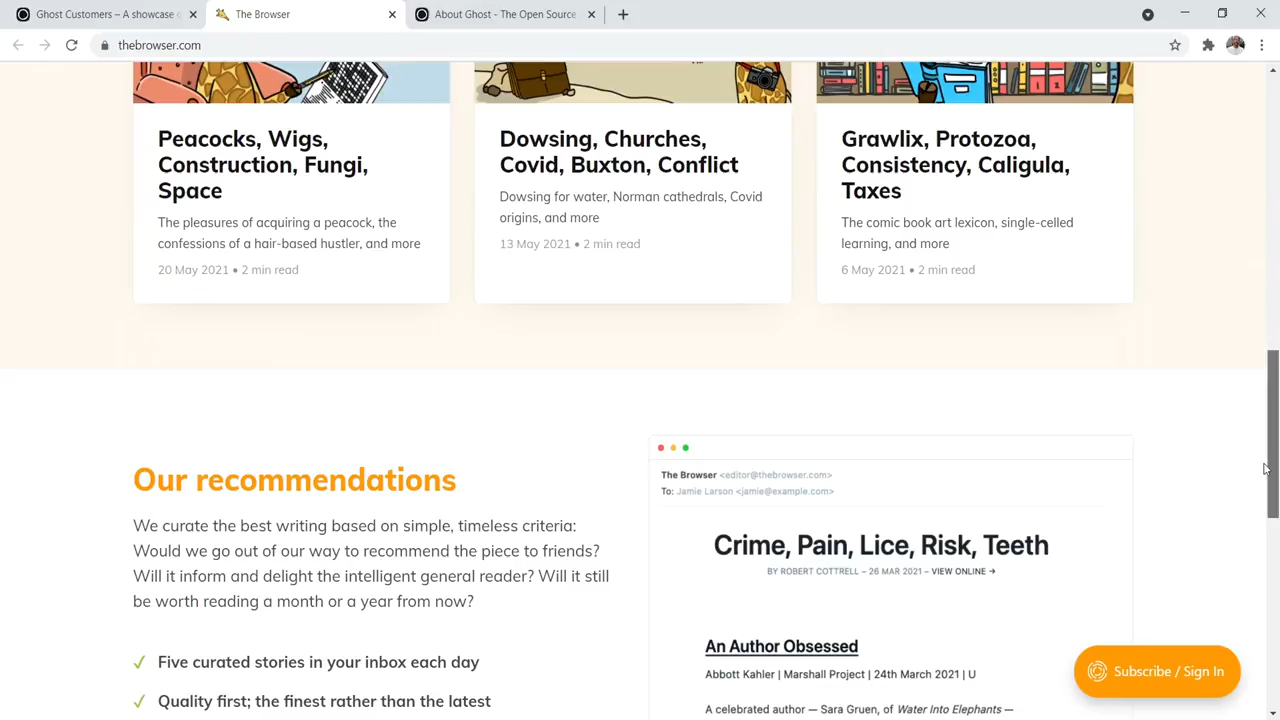 Ghost Customers – A showcase
The Browser
About Ghost - The Open Source
thebrowser.com
Peacocks, Wigs,
Construction, Fungi,
Space
The pleasures of acquiring a peacock, the
confessions of a hair-based hustler, and more
20 May 2021 • 2 min read
Dowsing, Churches,
Covid, Buxton, Conflict
Dowsing for water, Norman cathedrals, Covid
origins, and more
13 May 2021 • 2 min read
Grawlix, Protozoa,
Consistency, Caligula,
Taxes
The comic book art lexicon, single-celled
learning, and more
6 May 2021 • 2 min read
Our recommendations
We curate the best writing based on simple, timeless criteria:
Would we go out of our way to recommend the piece to friends?
Will it inform and delight the intelligent general reader? Will it still
be worth reading a month or a year from now?
✓ Five curated stories in your inbox each day
✓ Quality first; the finest rather than the latest
The Browser <editor@thebrowser.com>
To: Jamie Larson <jamie@example.com>
Crime, Pain, Lice, Risk, Teeth
BY ROBERT COTTRELL – 26 MAR 2021 – VIEW ONLINE →
An Author Obsessed
Abbott Kahler | Marshall Project | 24th March 2021 | U
A celebrated author — Sara Gruen, of Water Into Elephants —
Subscribe / Sign In